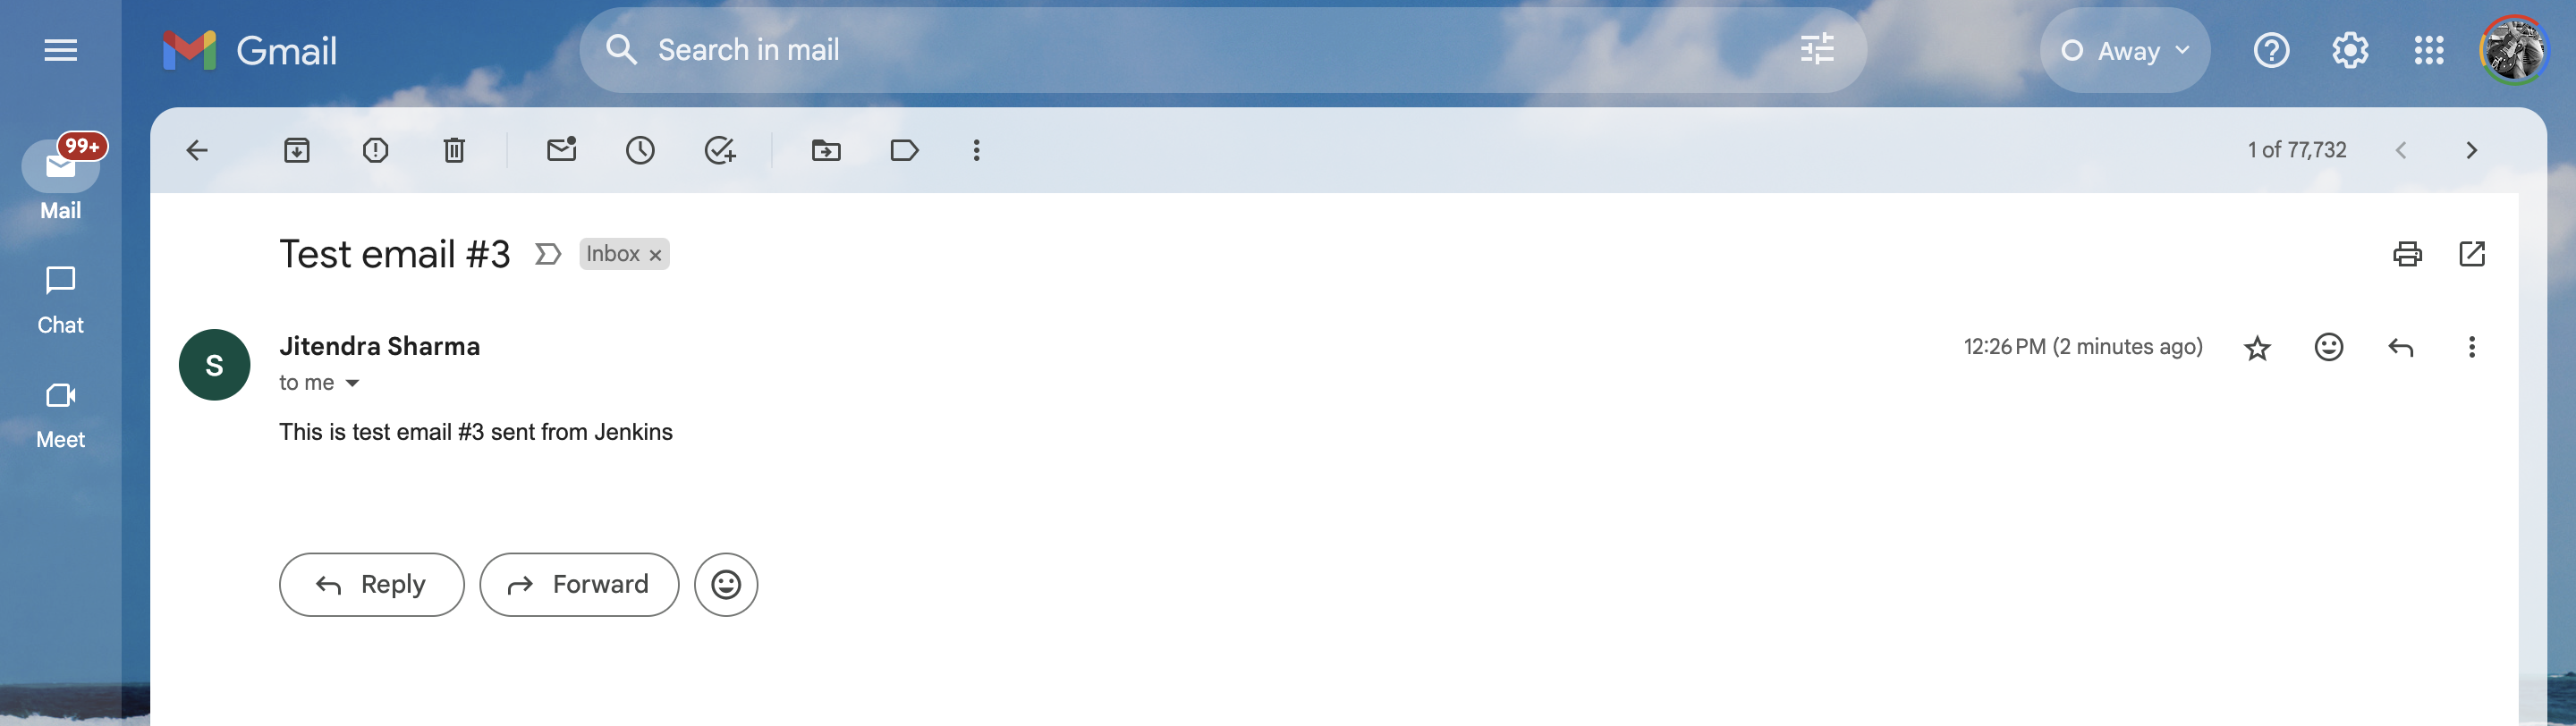 Gmail
Search in mail
Away
99+
Mail
Chat
Meet
1 of 77,732
Test email #3
Inbox ×
S
Jitendra Sharma
12:26 PM (2 minutes ago)
to me
This is test email #3 sent from Jenkins
Reply
Forward